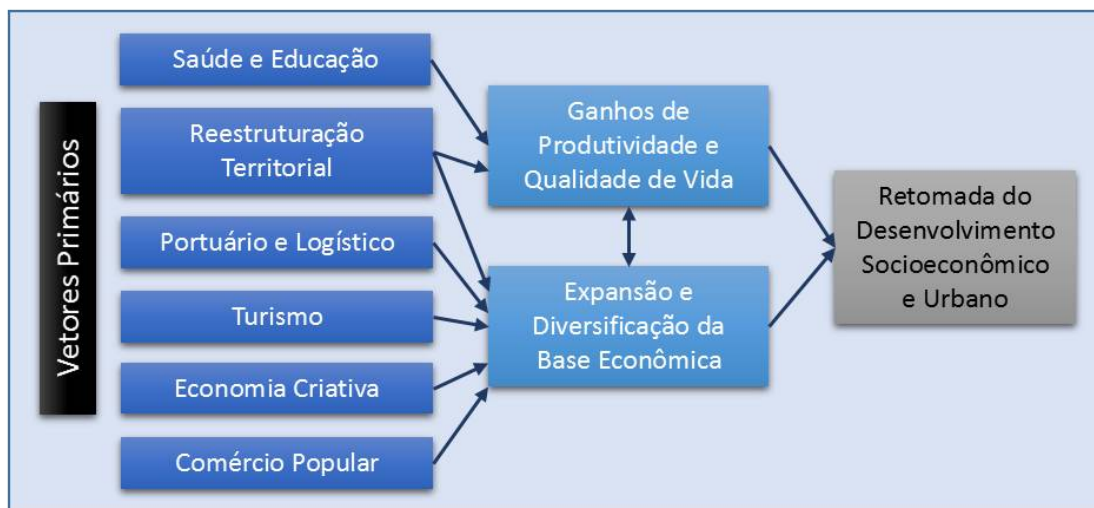 Vetores Primários
Saúde e Educação
Reestruturação
Territorial
Portuário e Logístico
Turismo
Economia Criativa
Comércio Popular
Ganhos de
Produtividade e
Qualidade de Vida
Expansão e
Diversificação da
Base Econômica
Retomada do
Desenvolvimento
Socioeconômico
e Urbano